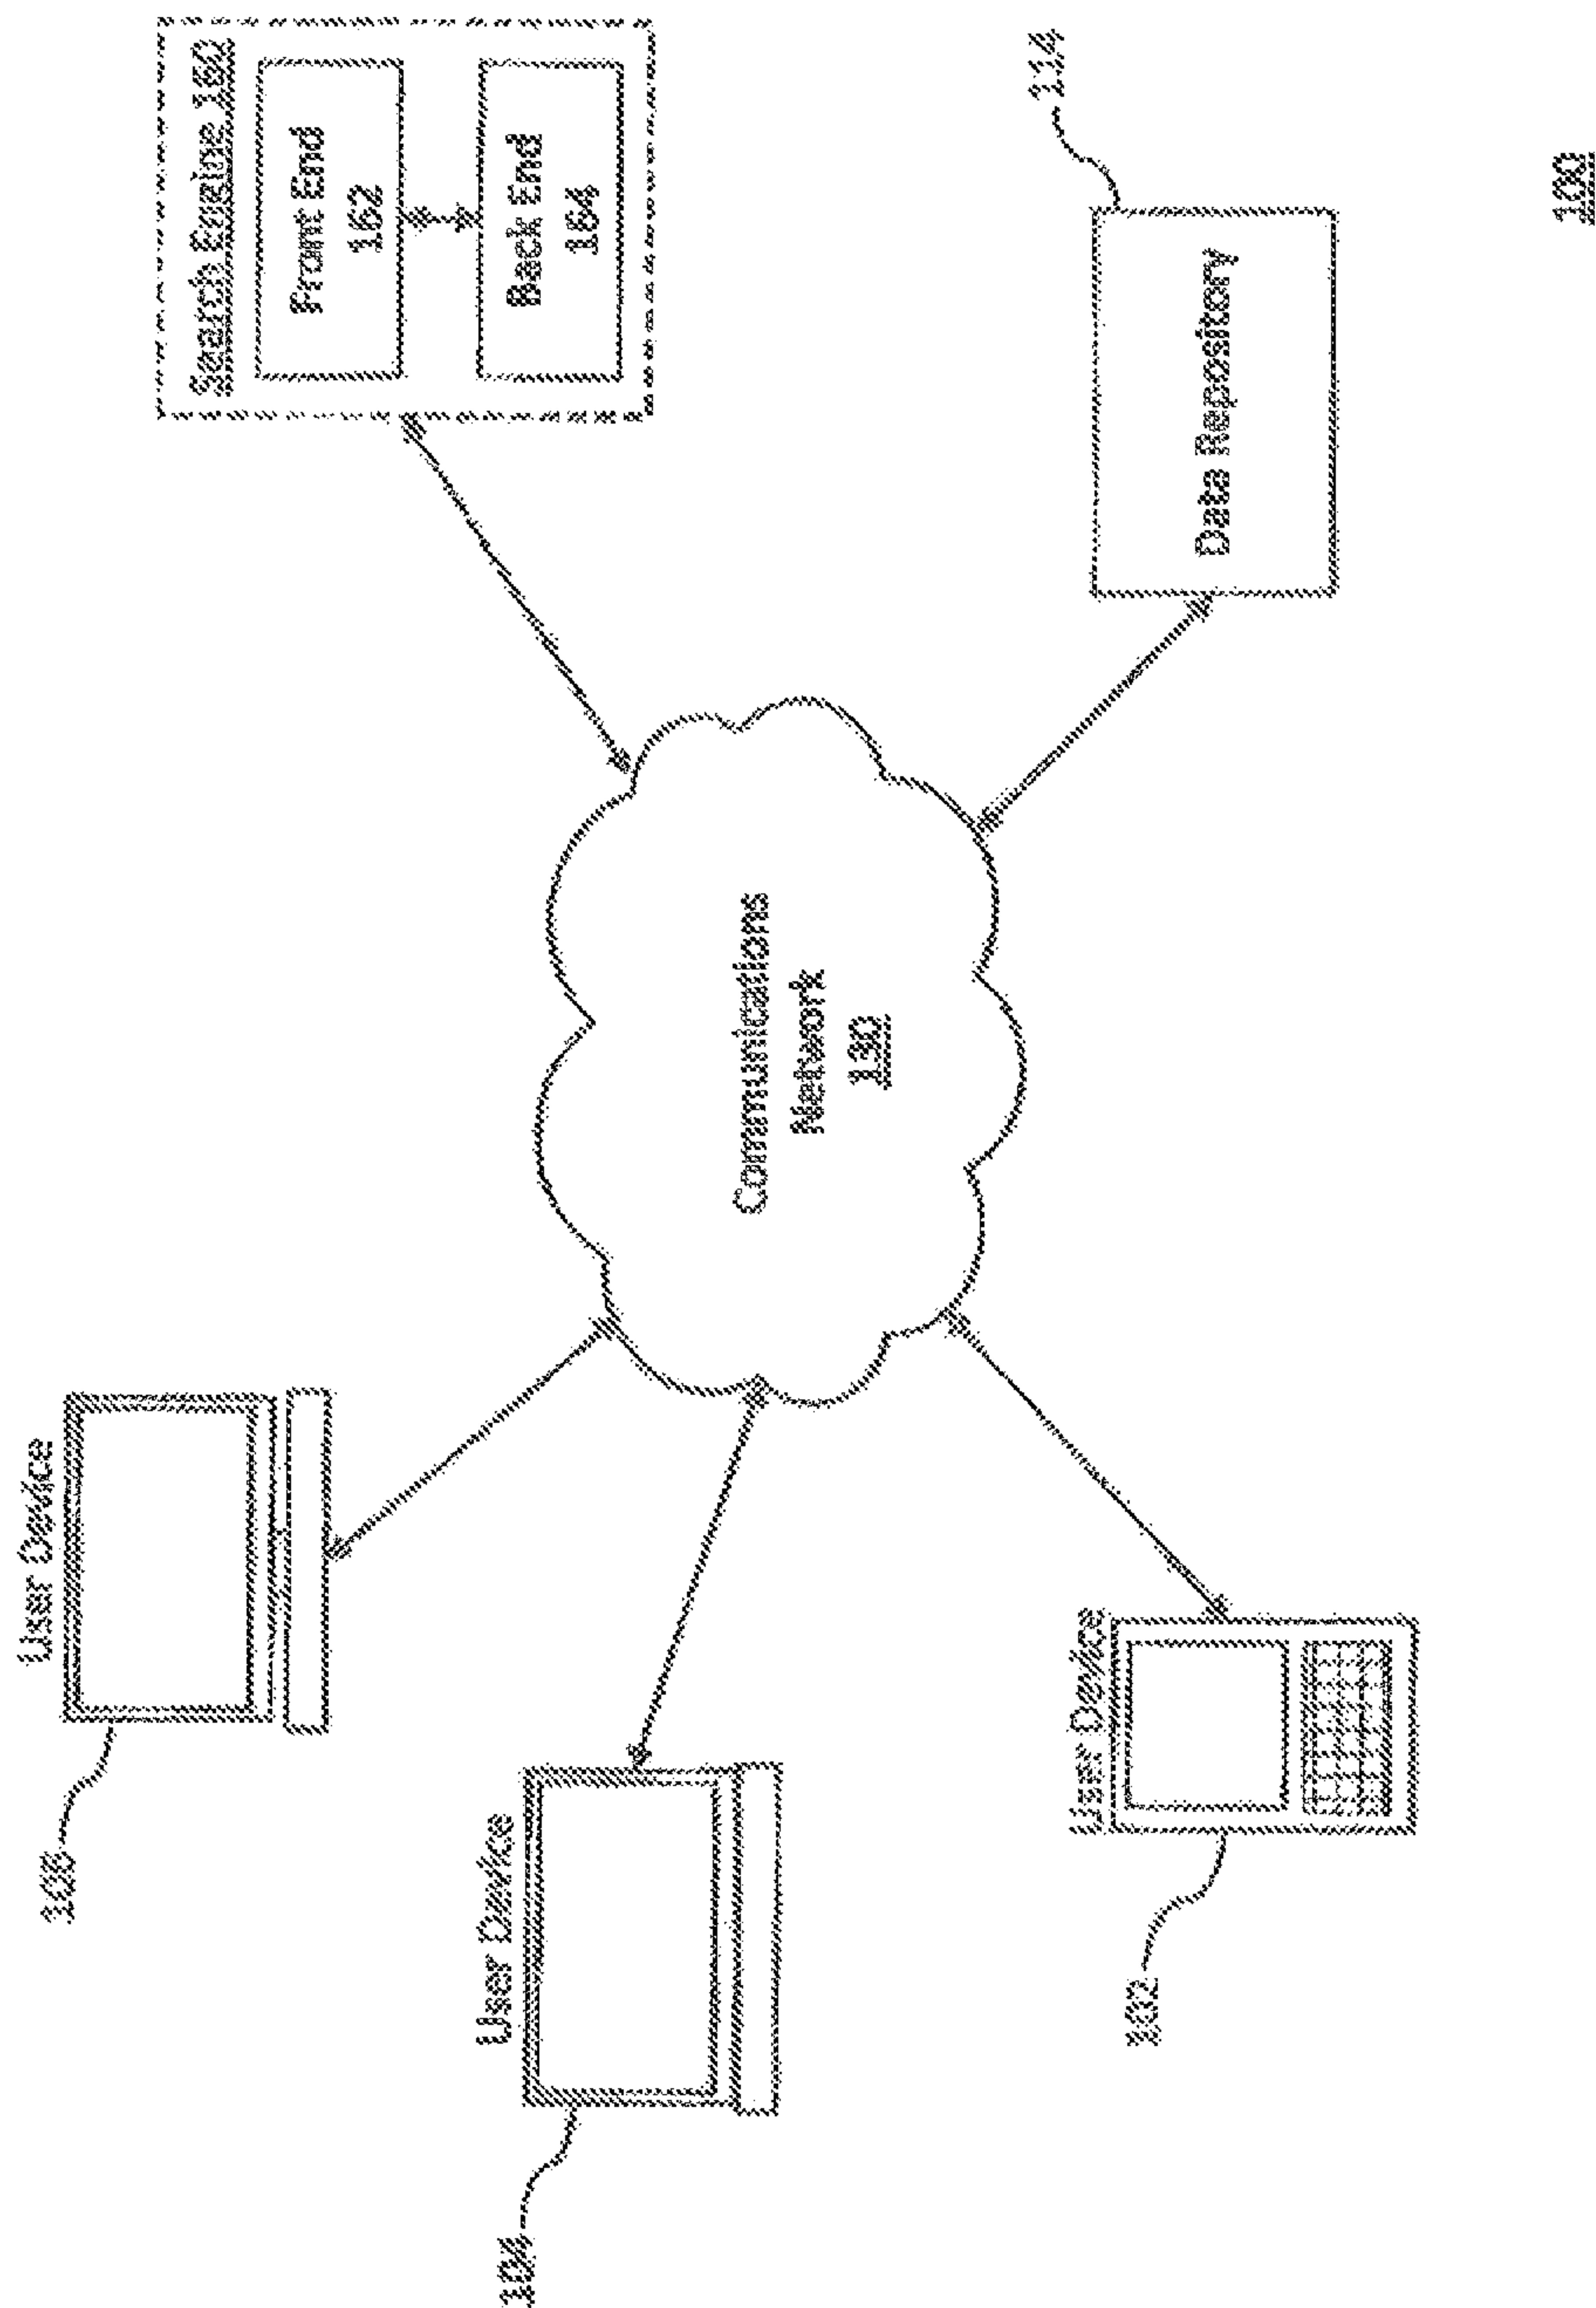 User Device
106
Search Engine 160
Front End
162
Back End
164
User Device
104
Communications
Network
130
User Device
102
114
Data Repository
100